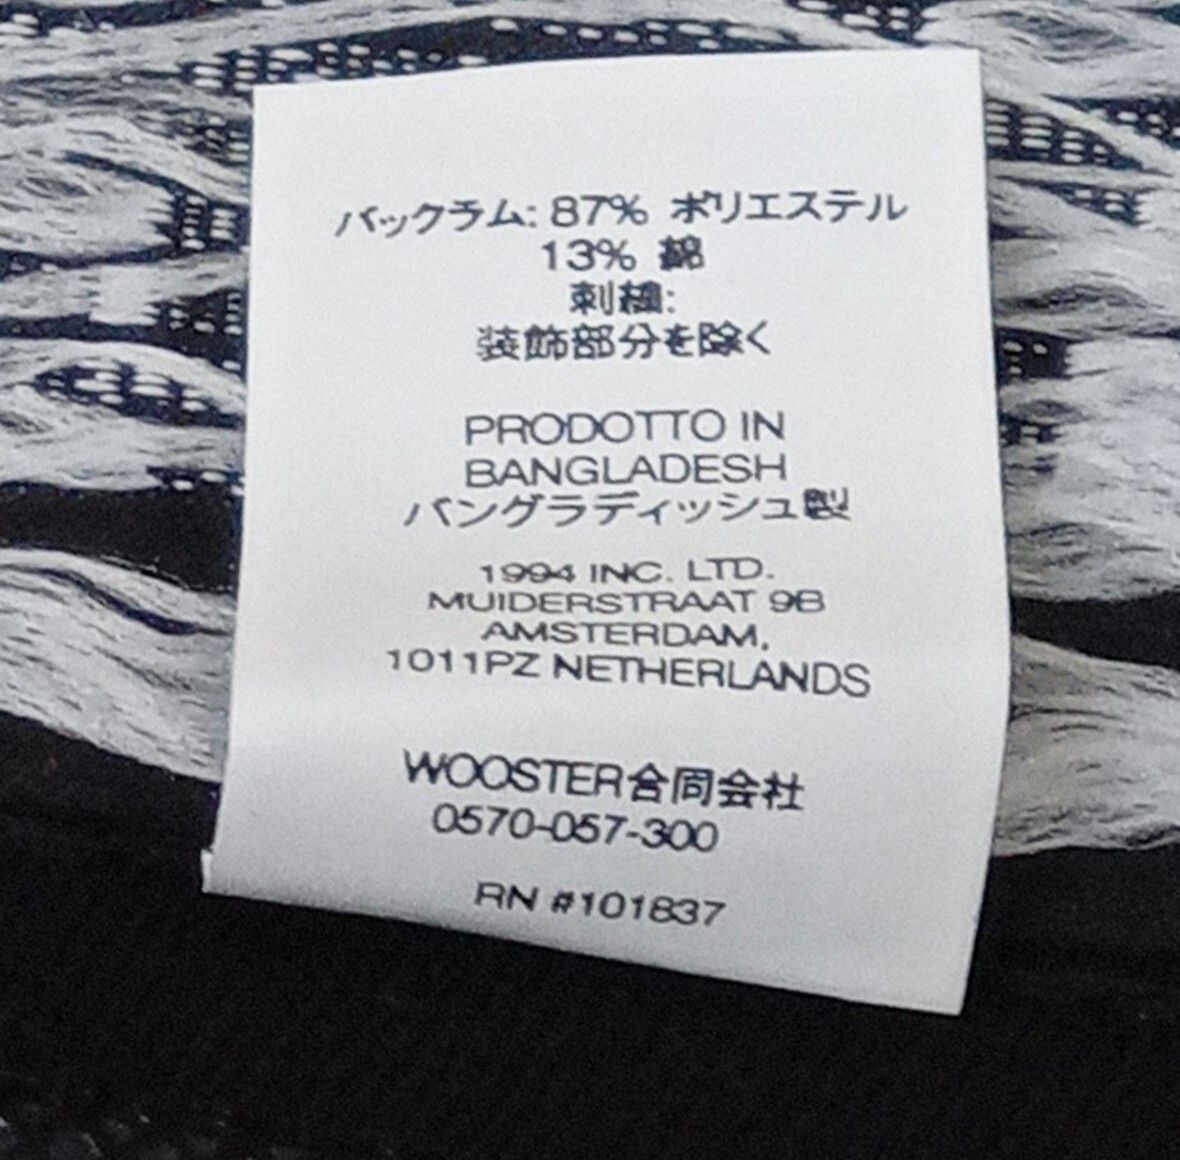 バックラム: 87% ポリエステル
13% 綿
刺繍:
装飾部分を除く
PRODOTTO IN
BANGLADESH
バングラディッシュ製
1994 INC. LTD.
MUIDERSTRAAT 9B
AMSTERDAM,
1011PZ NETHERLANDS
WOOSTER合同会社
0570-057-300
RN #101837